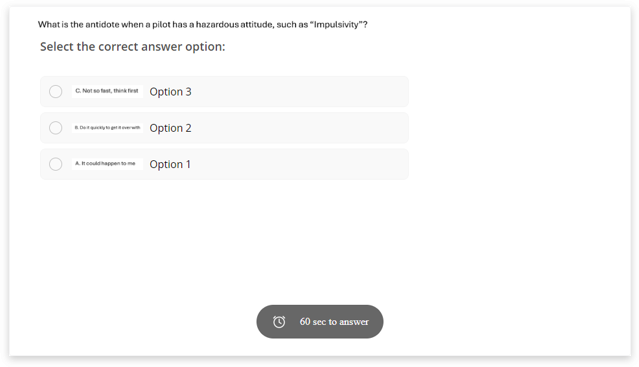 What is the antidote when a pilot has a hazardous attitude, such as "Impulsivity"?
Select the correct answer option:
C. Not so fast, think first Option 3
B. Do it quickly to get it over with Option 2
A. It could happen to me Option 1
60 sec to answer